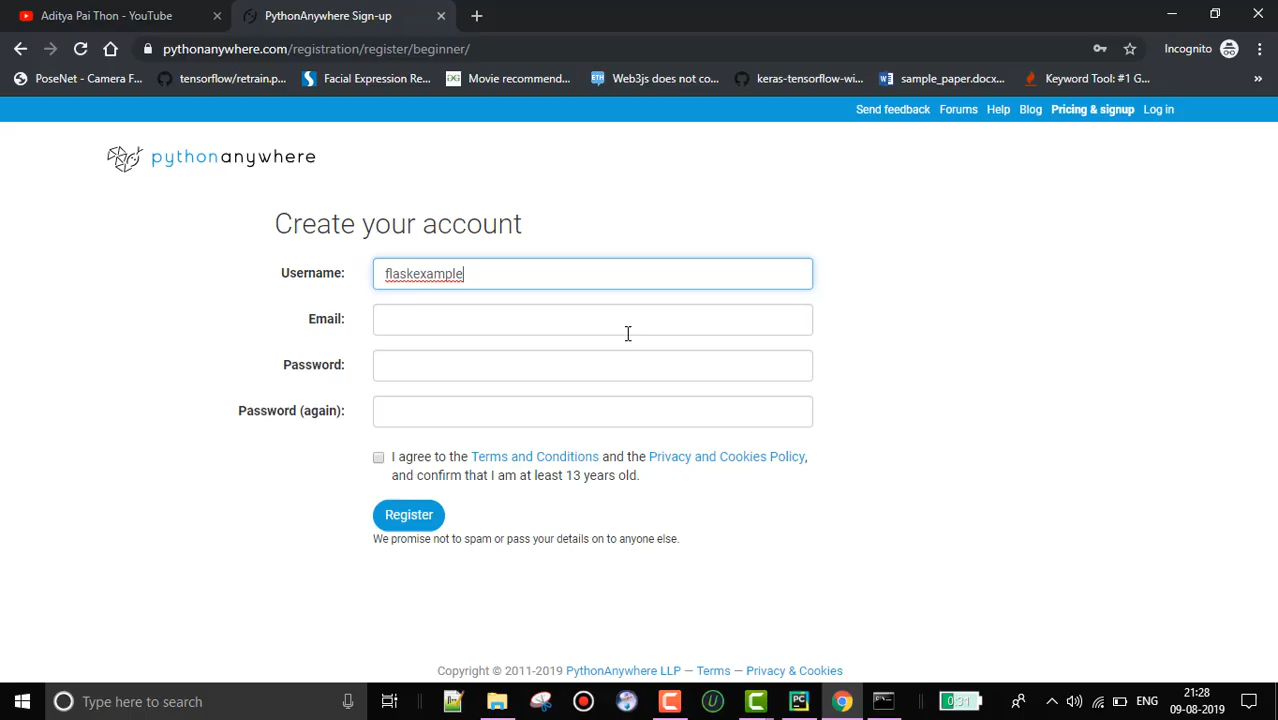 Aditya Pai Thon - YouTube
PythonAnywhere Sign-up
pythonanywhere.com/registration/register/beginner/
Incognito
PoseNet - Camera F...
tensorflow/retrain.p...
Facial Expression Re...
Movie recommend...
Web3js does not co...
keras-tensorflow-wi...
sample_paper.docx...
Keyword Tool: #1 G...
Send feedback Forums Help Blog Pricing & signup Log in
pythonanywhere
Create your account
Username: flaskexample
Email:
Password:
Password (again):
I agree to the Terms and Conditions and the Privacy and Cookies Policy,
and confirm that I am at least 13 years old.
Register
We promise not to spam or pass your details on to anyone else.
Copyright © 2011-2019 PythonAnywhere LLP — Terms — Privacy & Cookies
Type here to search
0:31
ENG
21:28
09-08-2019